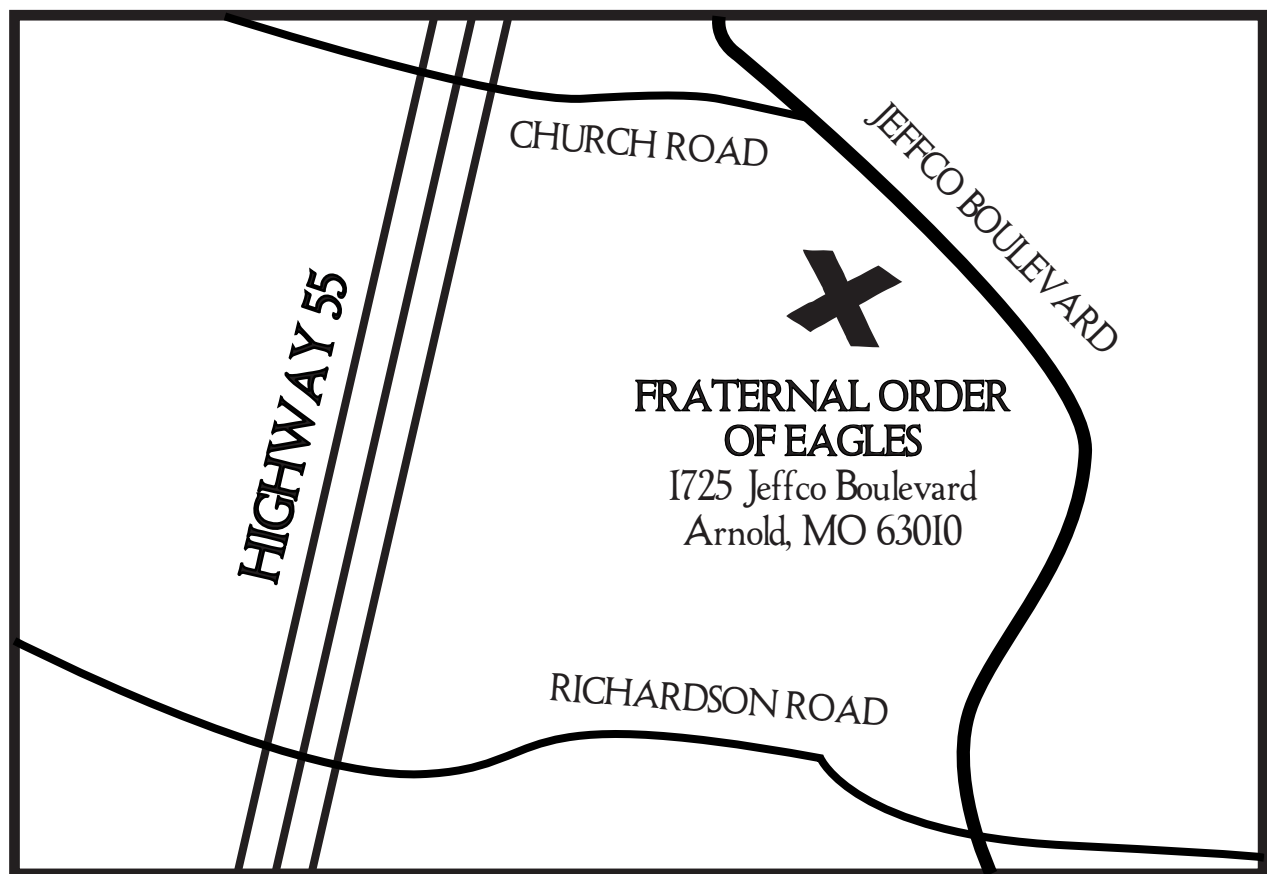 CHURCH ROAD
JEFFCO BOULEVARD
HIGHWAY 55
FRATERNAL ORDER
OF EAGLES
1725 Jeffco Boulevard
Arnold, MO 63010
RICHARDSON ROAD